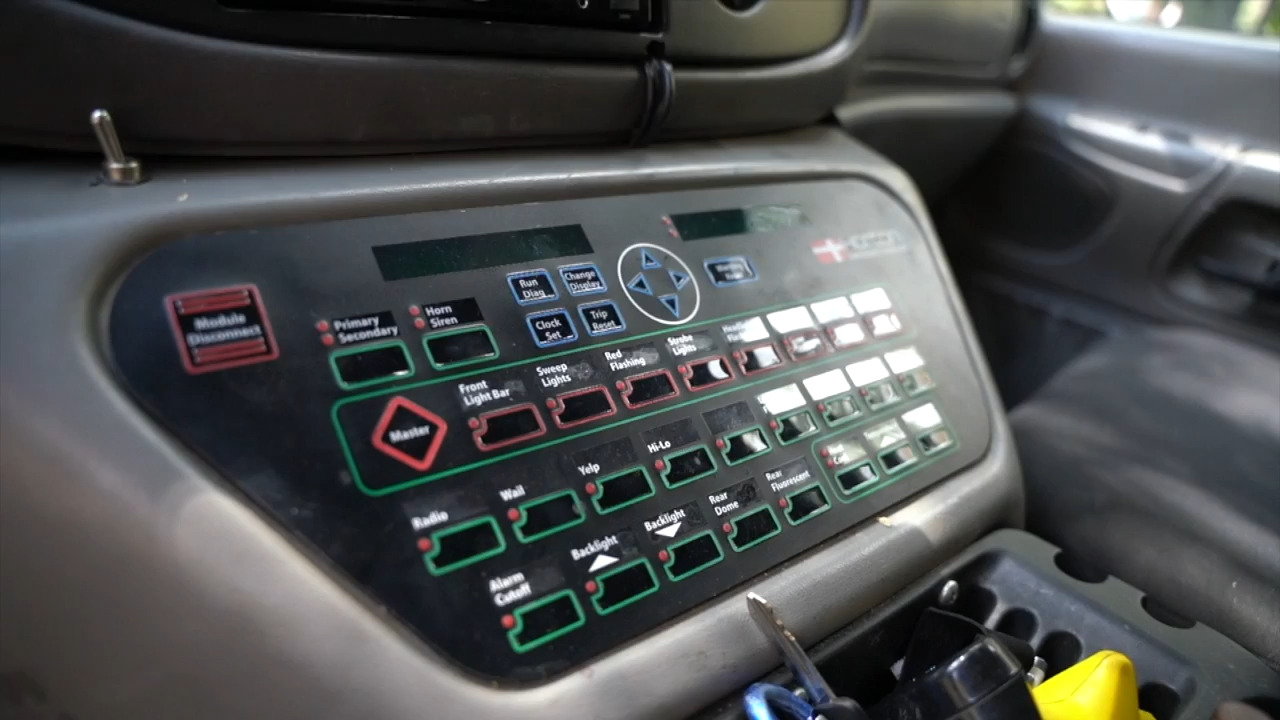 Module
Disconnect
Primary
Secondary
Horn
Siren
Run
Diag
Change
Display
Clock
Set
Trip
Reset
Master
Front
Light Bar
Sweep
Lights
Red
Flashing
Strobe
Lights
Radio
Wail
Yelp
Hi-Lo
Alarm
Cutoff
Backlight
Backlight
Rear
Dome
Rear
Fluorescent